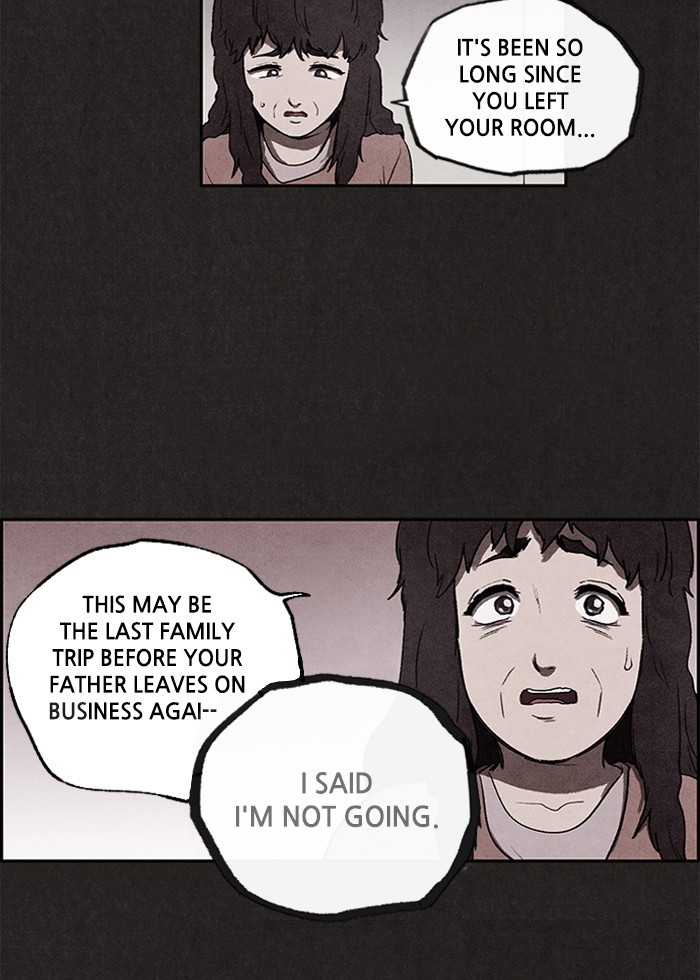 IT'S BEEN SO
LONG SINCE
YOU LEFT
YOUR ROOM...
THIS MAY BE
THE LAST FAMILY
TRIP BEFORE YOUR
FATHER LEAVES ON
BUSINESS AGAI--
I SAID
I'M NOT GOING.